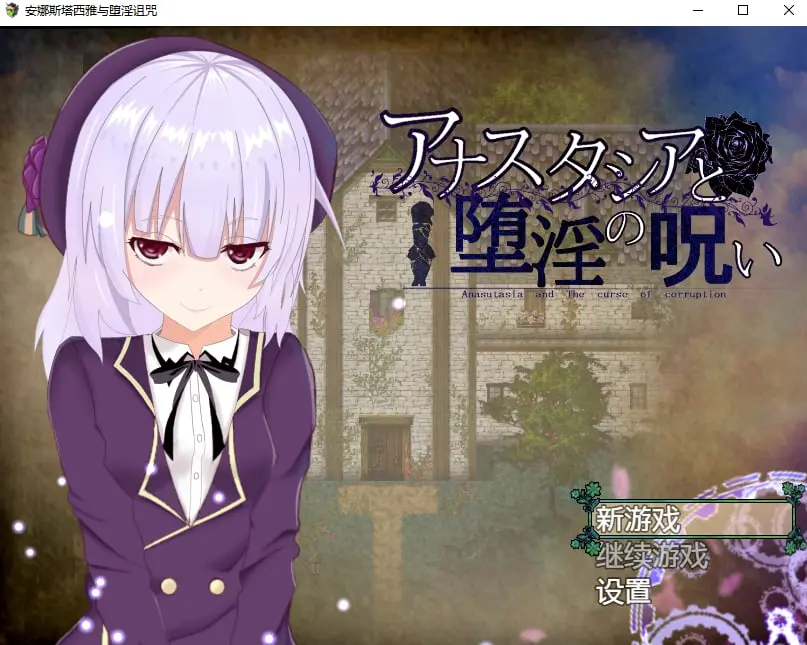 安娜斯塔西雅与堕淫诅咒
アナスタシアと
堕淫の呪い
Anasutasia and The curse of corruption
新游戏
继续游戏
设置